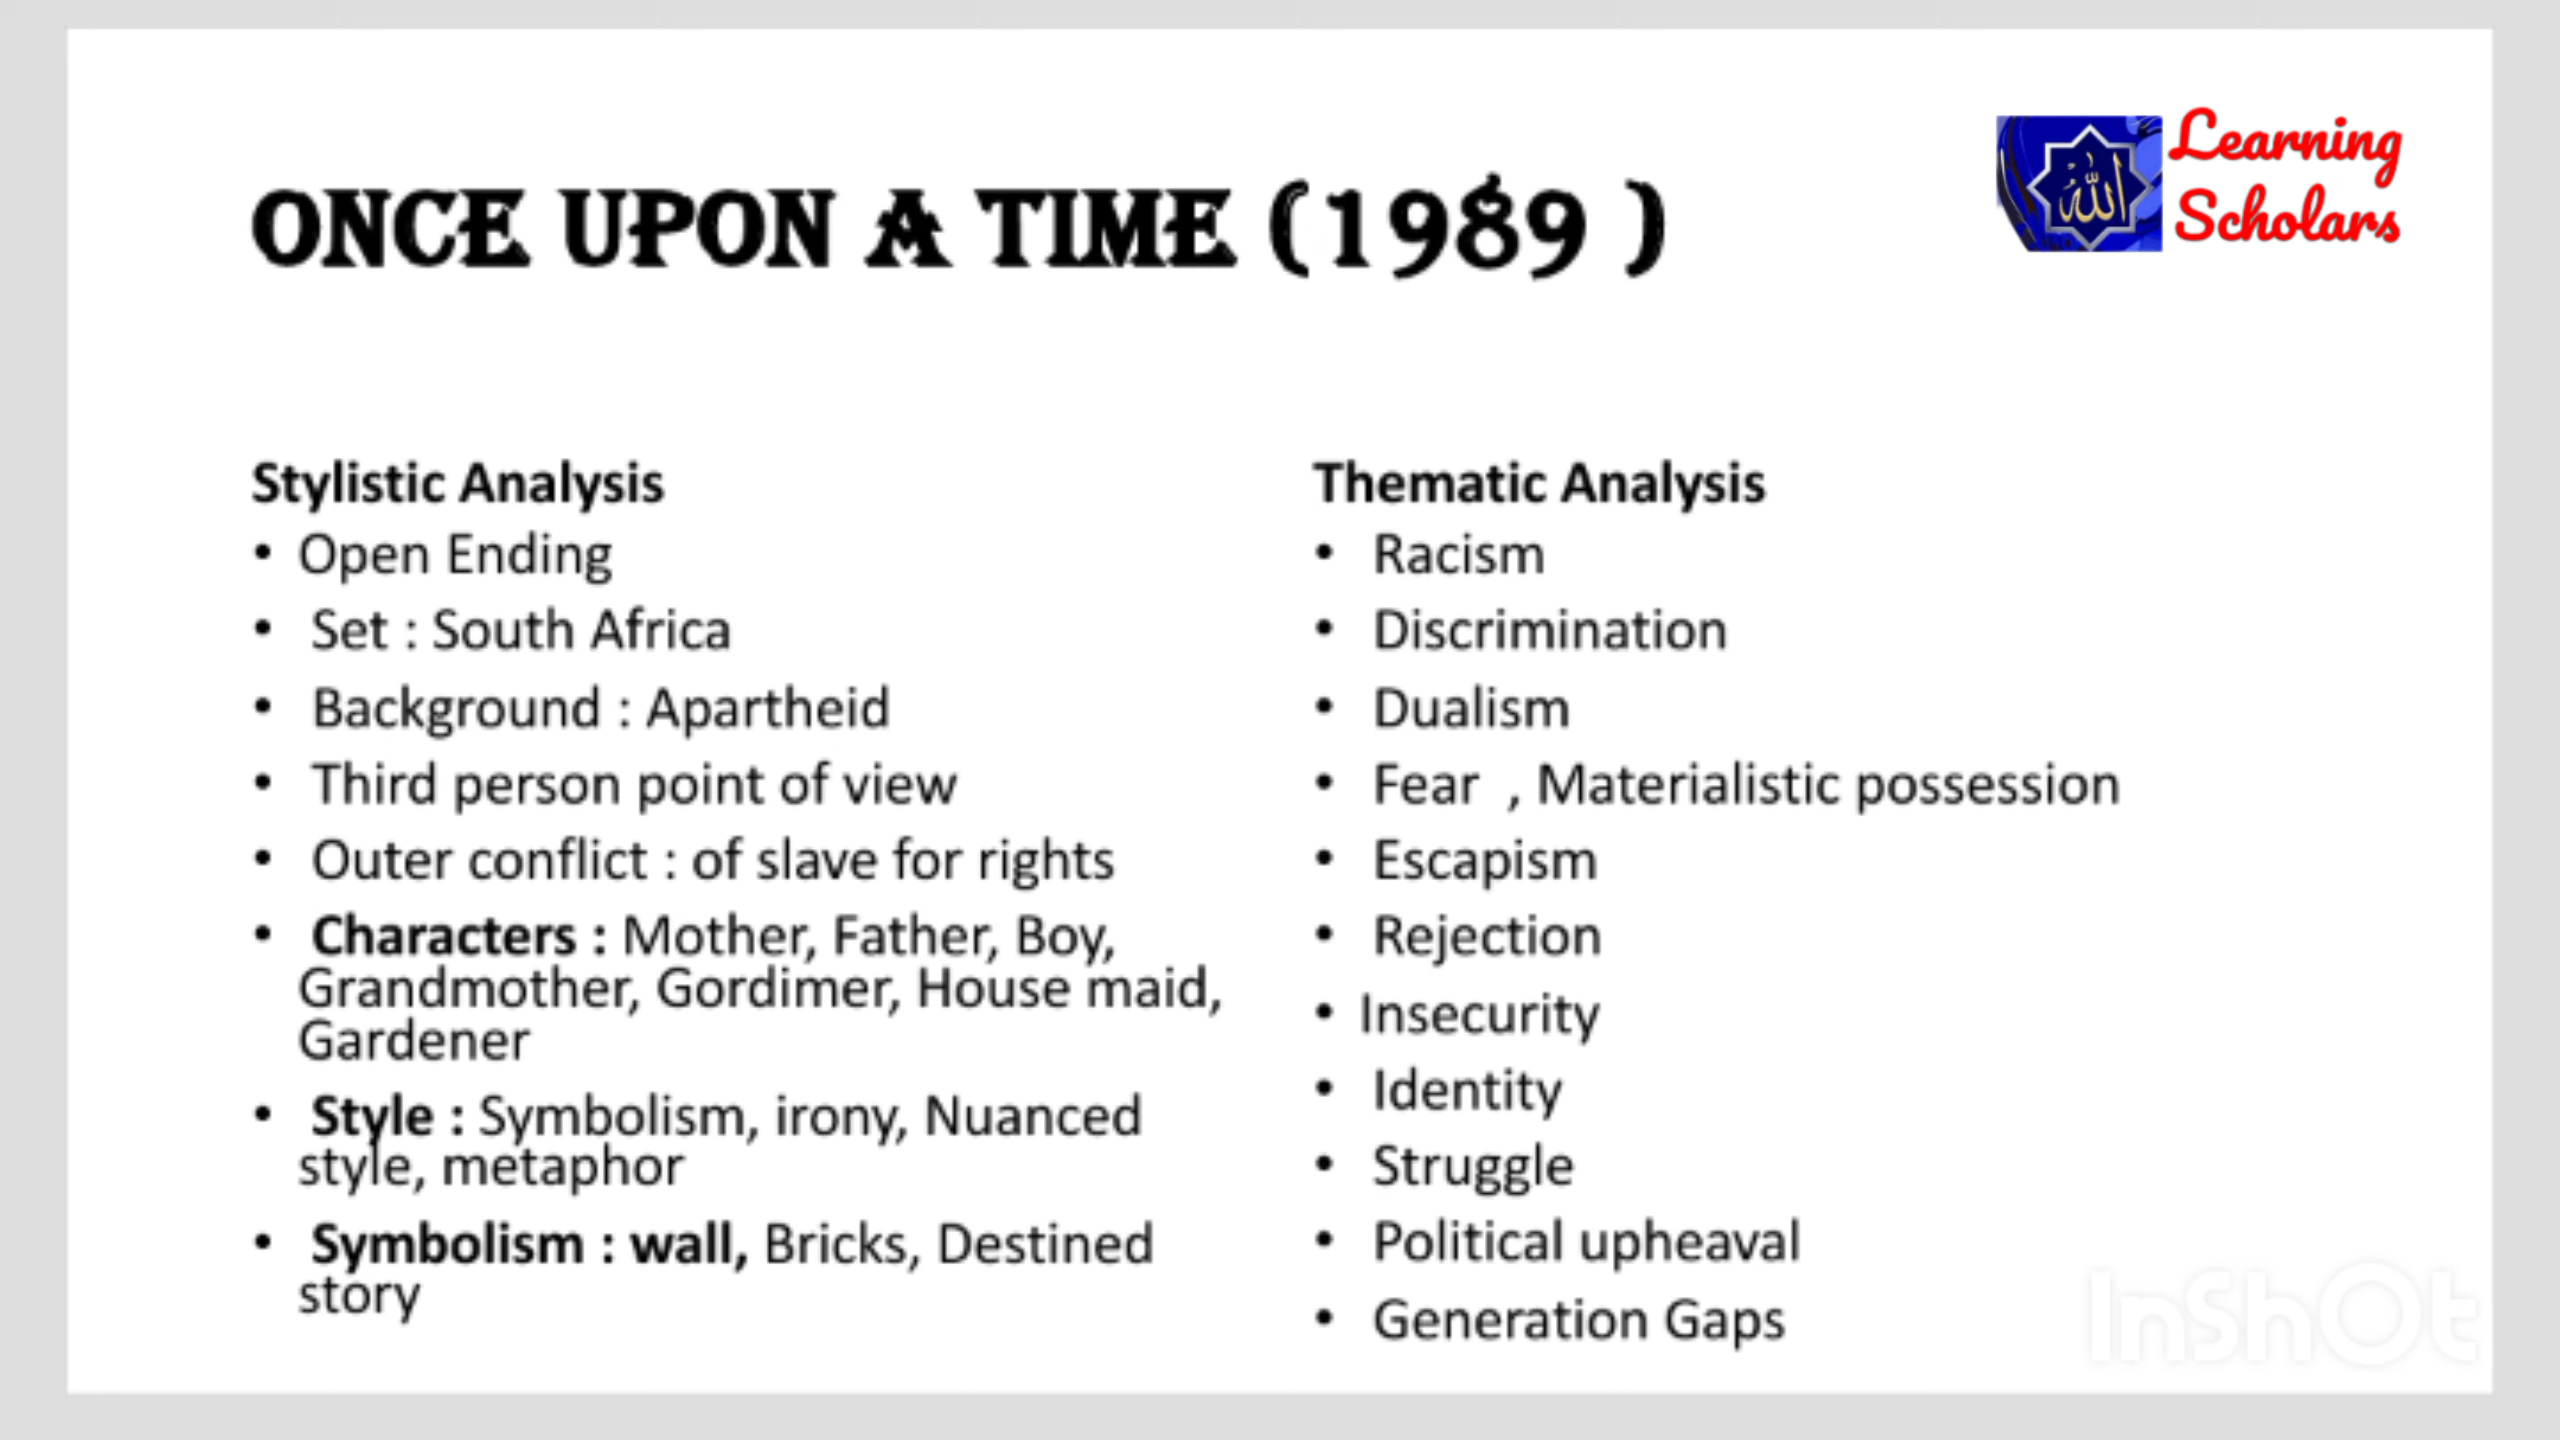 Learning
Scholars
ONCE UPON A TIME (1989 )
Stylistic Analysis
• Open Ending
• Set : South Africa
• Background : Apartheid
• Third person point of view
• Outer conflict : of slave for rights
• Characters : Mother, Father, Boy,
Grandmother, Gordimer, House maid,
Gardener
• Style : Symbolism, irony, Nuanced
style, metaphor
• Symbolism : wall, Bricks, Destined
story
Thematic Analysis
• Racism
• Discrimination
• Dualism
• Fear , Materialistic possession
• Escapism
• Rejection
• Insecurity
• Identity
• Struggle
• Political upheaval
• Generation Gaps
الله
InShOt